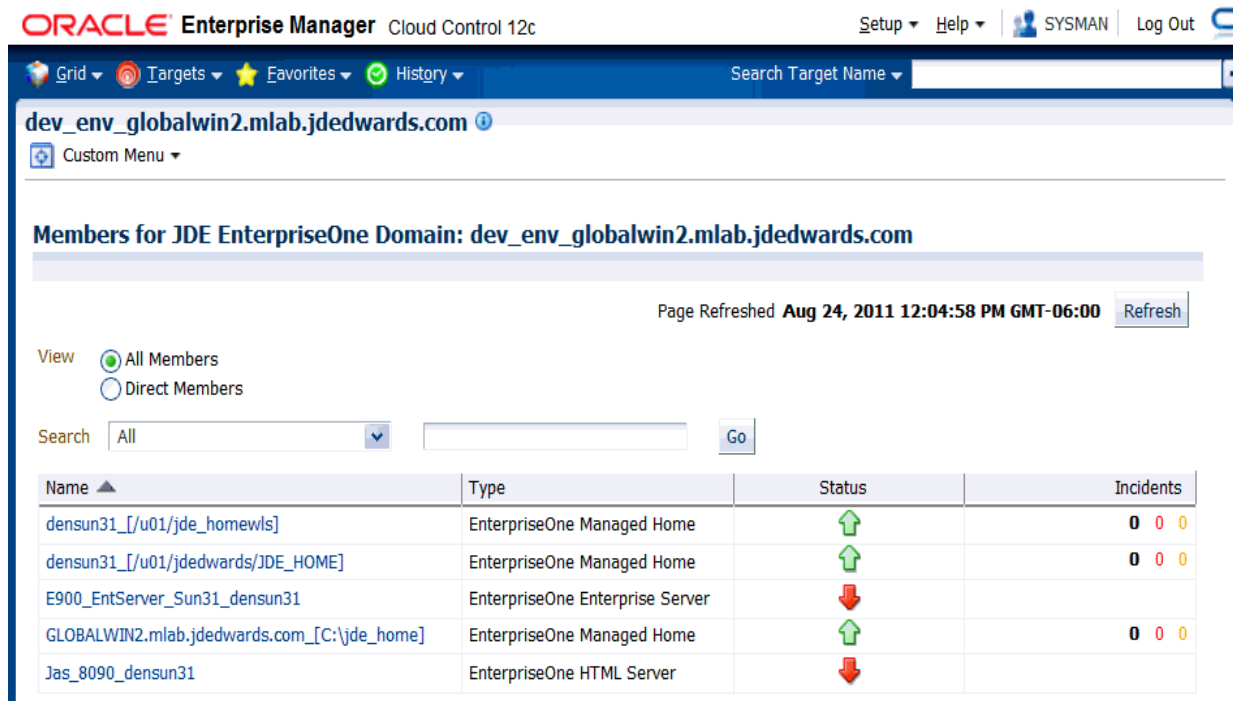 ORACLE Enterprise Manager Cloud Control 12c Setup Help SYSMAN Log Out
Grid Targets Favorites History Search Target Name
dev_env_globalwin2.mlab.jdedwards.com
Custom Menu
Members for JDE EnterpriseOne Domain: dev_env_globalwin2.mlab.jdedwards.com
Page Refreshed Aug 24, 2011 12:04:58 PM GMT-06:00 Refresh
View All Members
Direct Members
Search All Go
Name Type Status Incidents
densun31_[/u01/jde_homewls] EnterpriseOne Managed Home 0 0 0
densun31_[/u01/jdedwards/JDE_HOME] EnterpriseOne Managed Home 0 0 0
E900_EntServer_Sun31_densun31 EnterpriseOne Enterprise Server
GLOBALWIN2.mlab.jdedwards.com_[C:\jde_home] EnterpriseOne Managed Home 0 0 0
Jas_8090_densun31 EnterpriseOne HTML Server